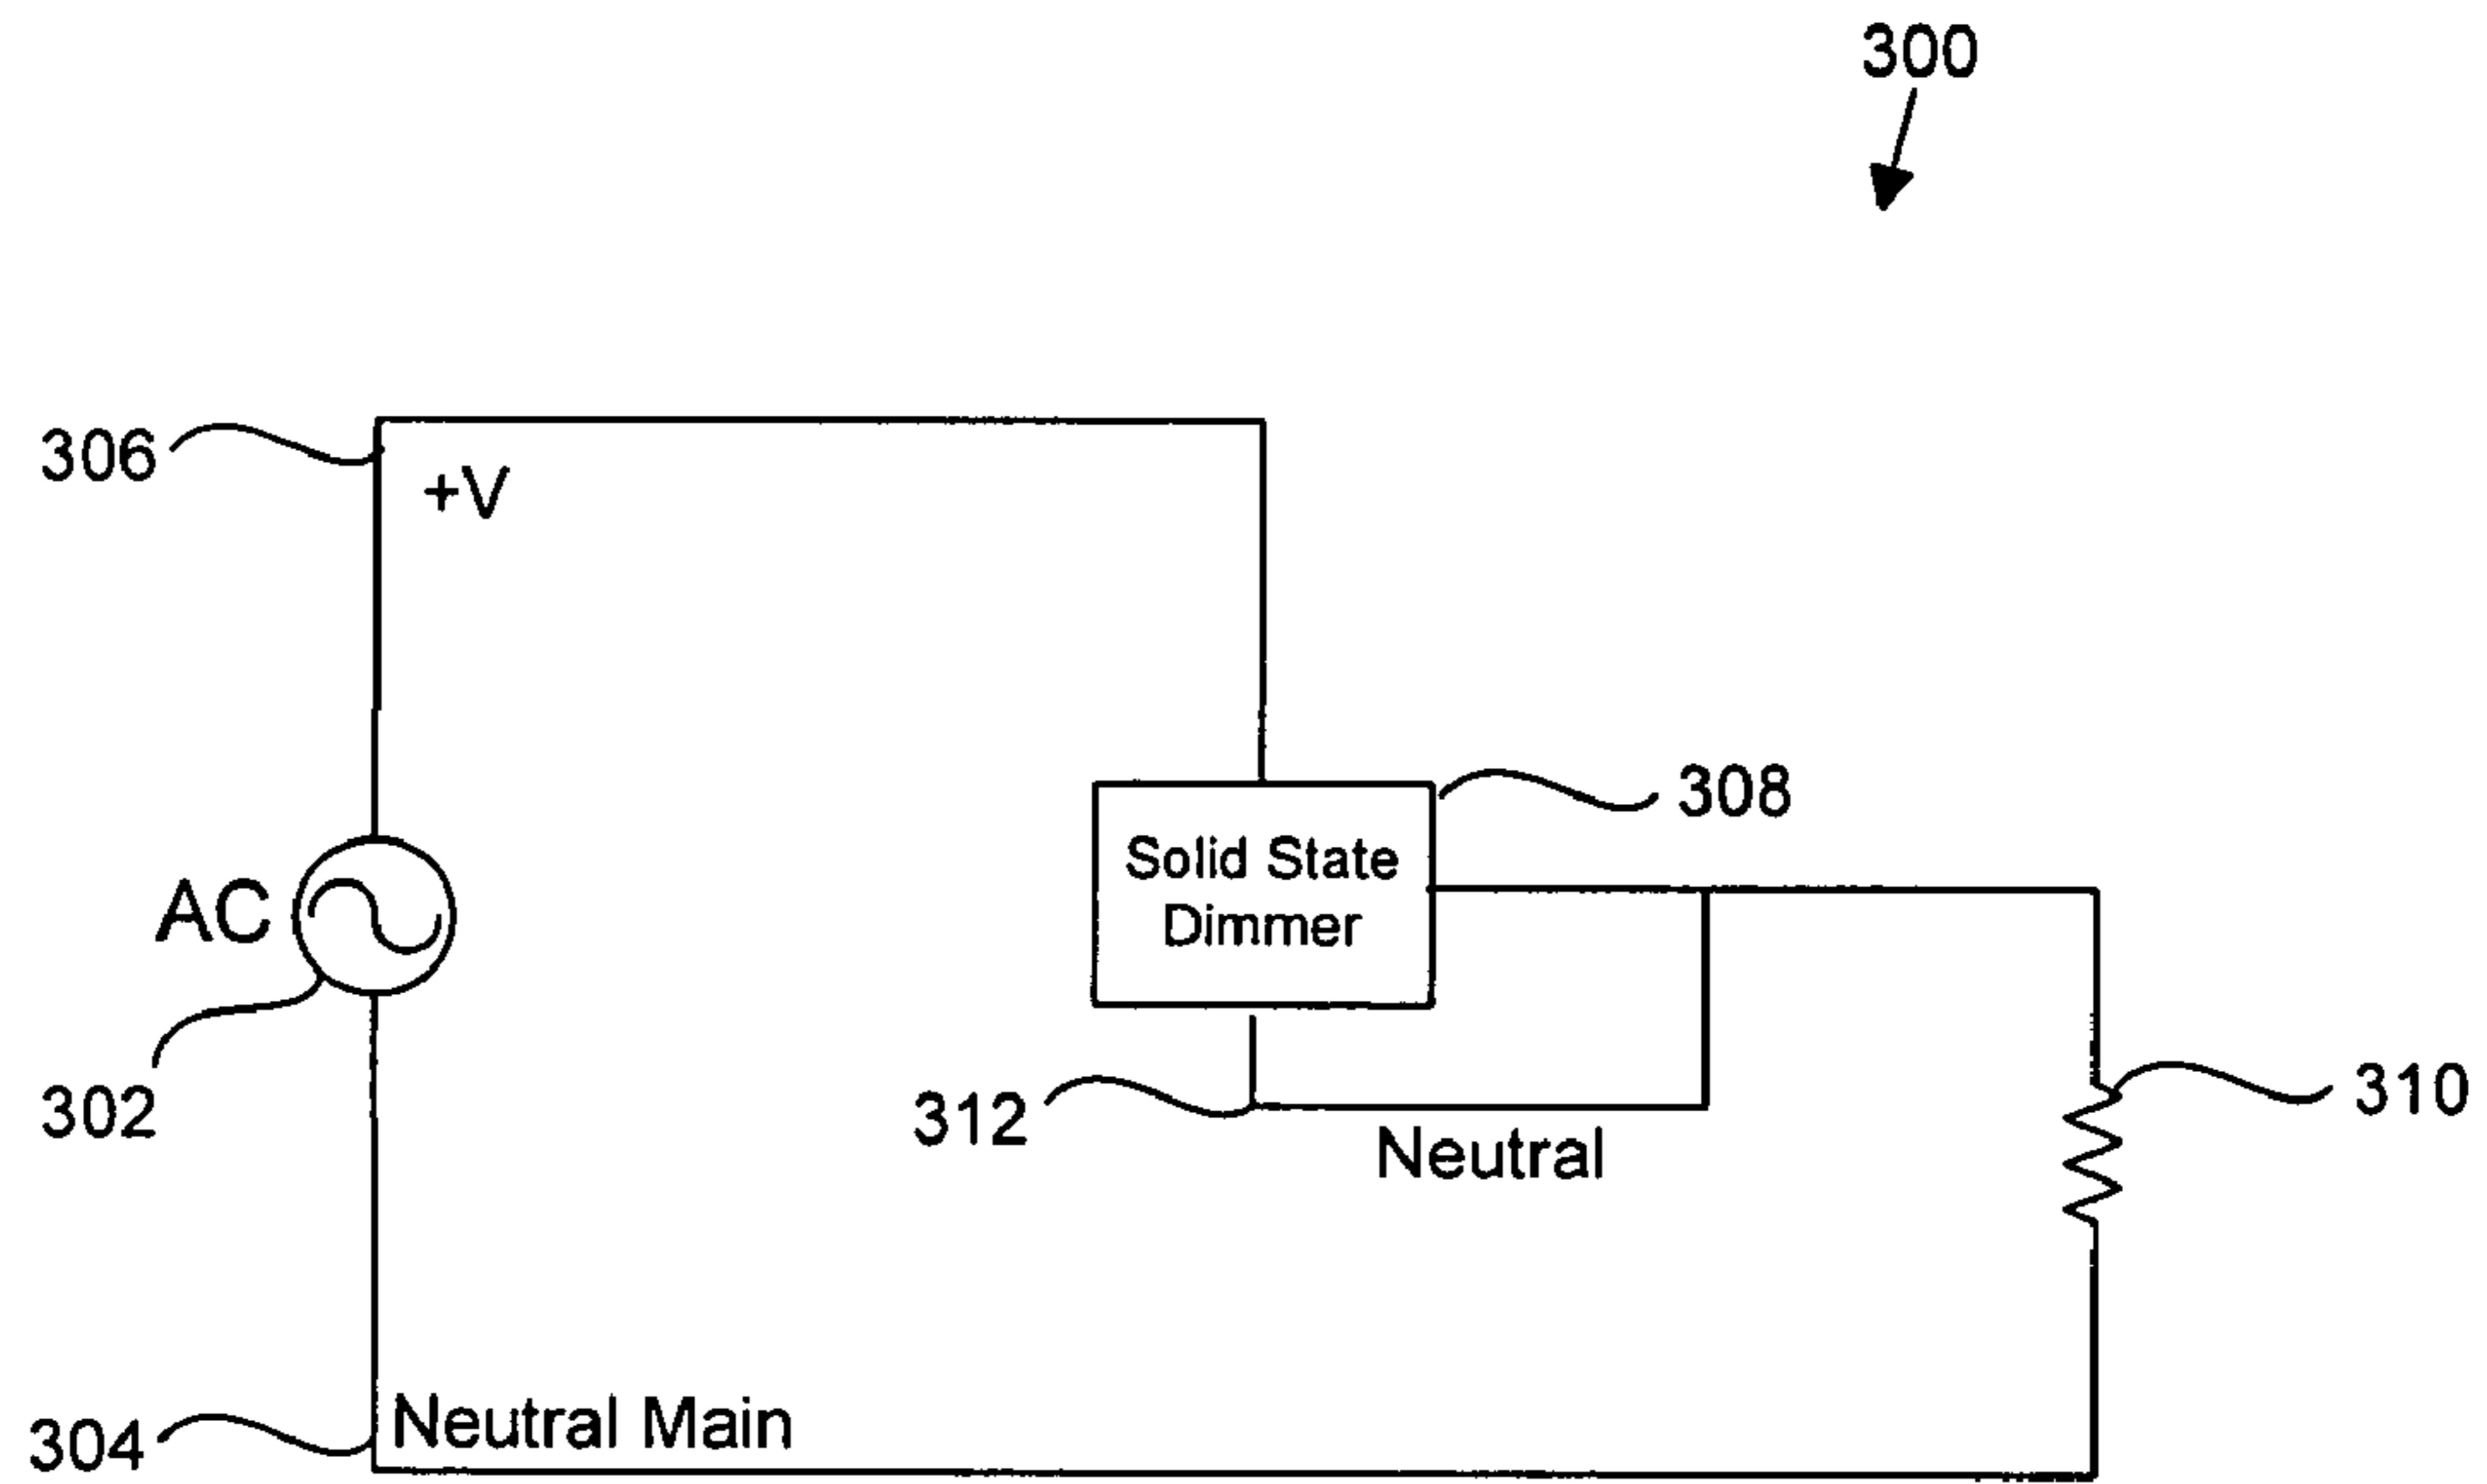 300
306
+V
308
Solid State
Dimmer
AC
302
312
310
Neutral
304
Neutral Main